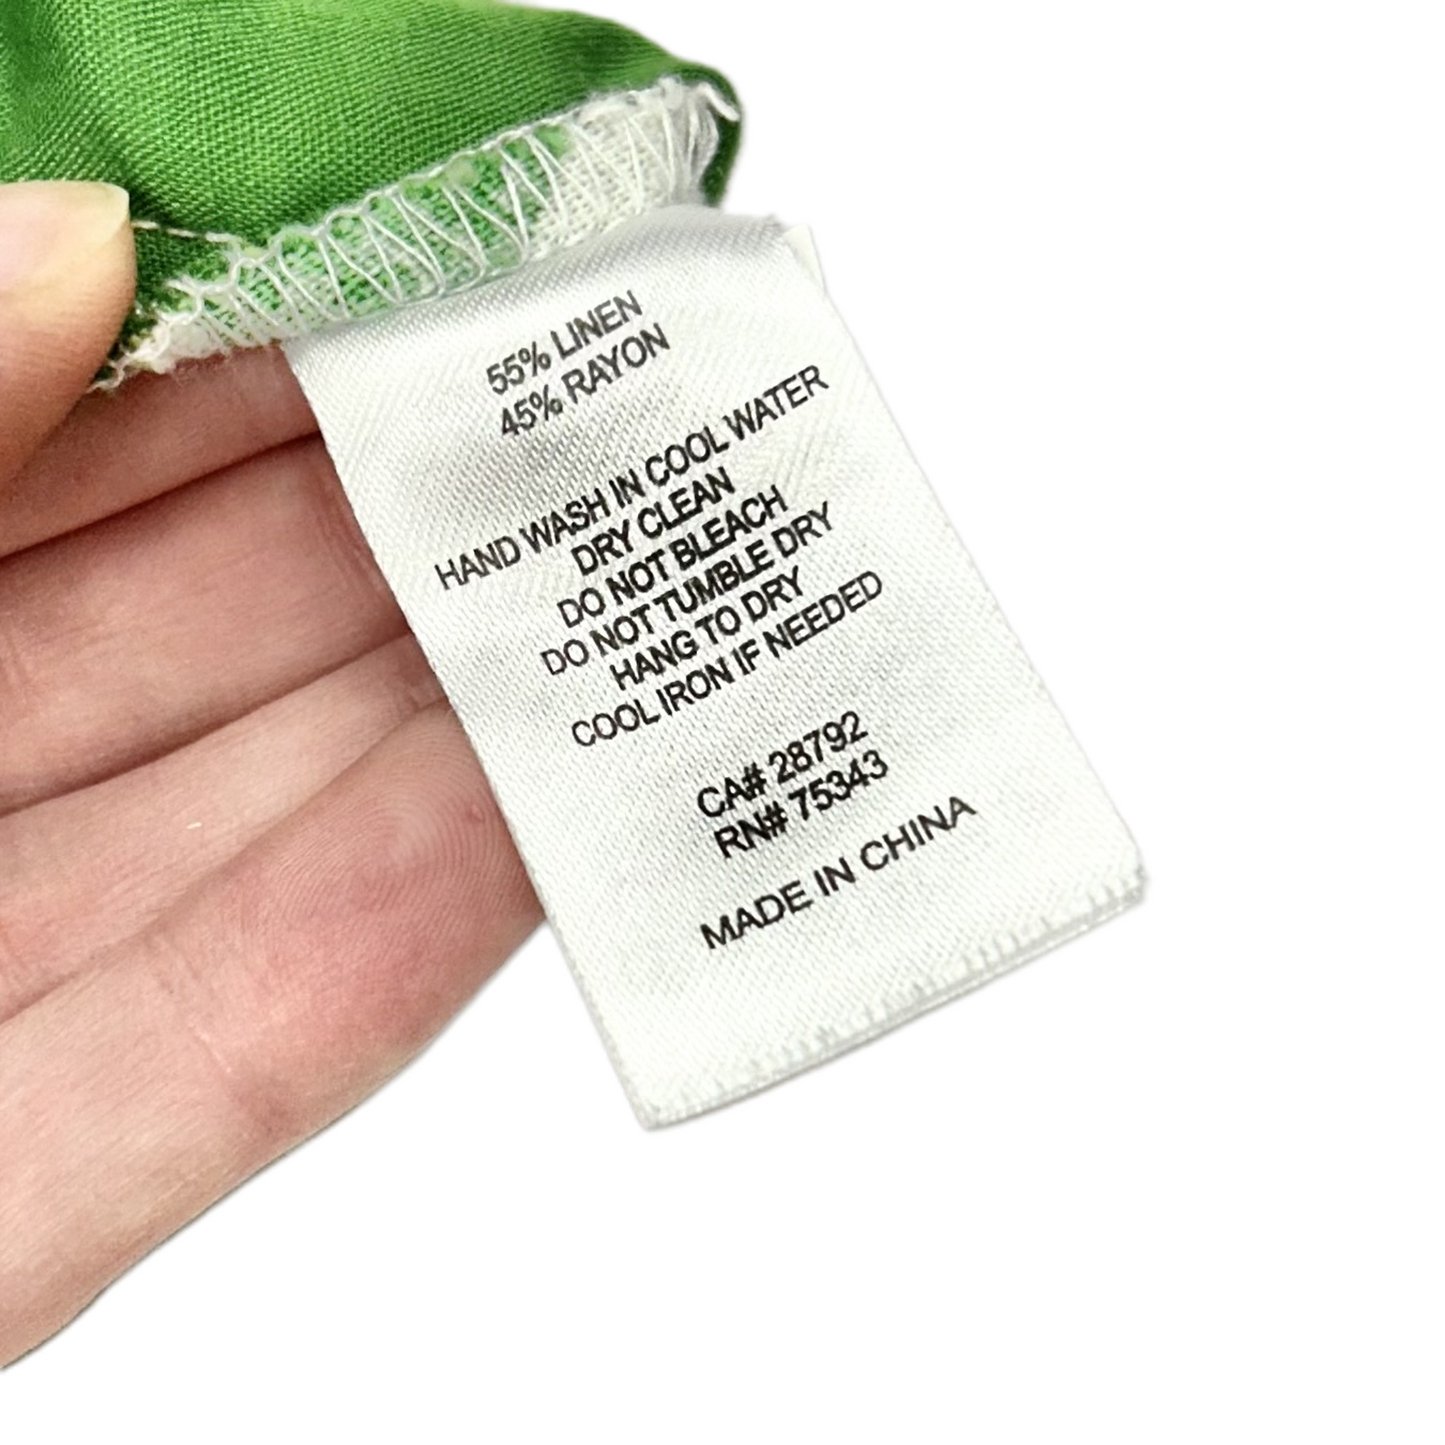 55% LINEN
45% RAYON
HAND WASH IN COOL WATER
DRY CLEAN
DO NOT BLEACH
DO NOT TUMBLE DRY
HANG TO DRY
COOL IRON IF NEEDED
CA# 28792
RN# 75343
MADE IN CHINA